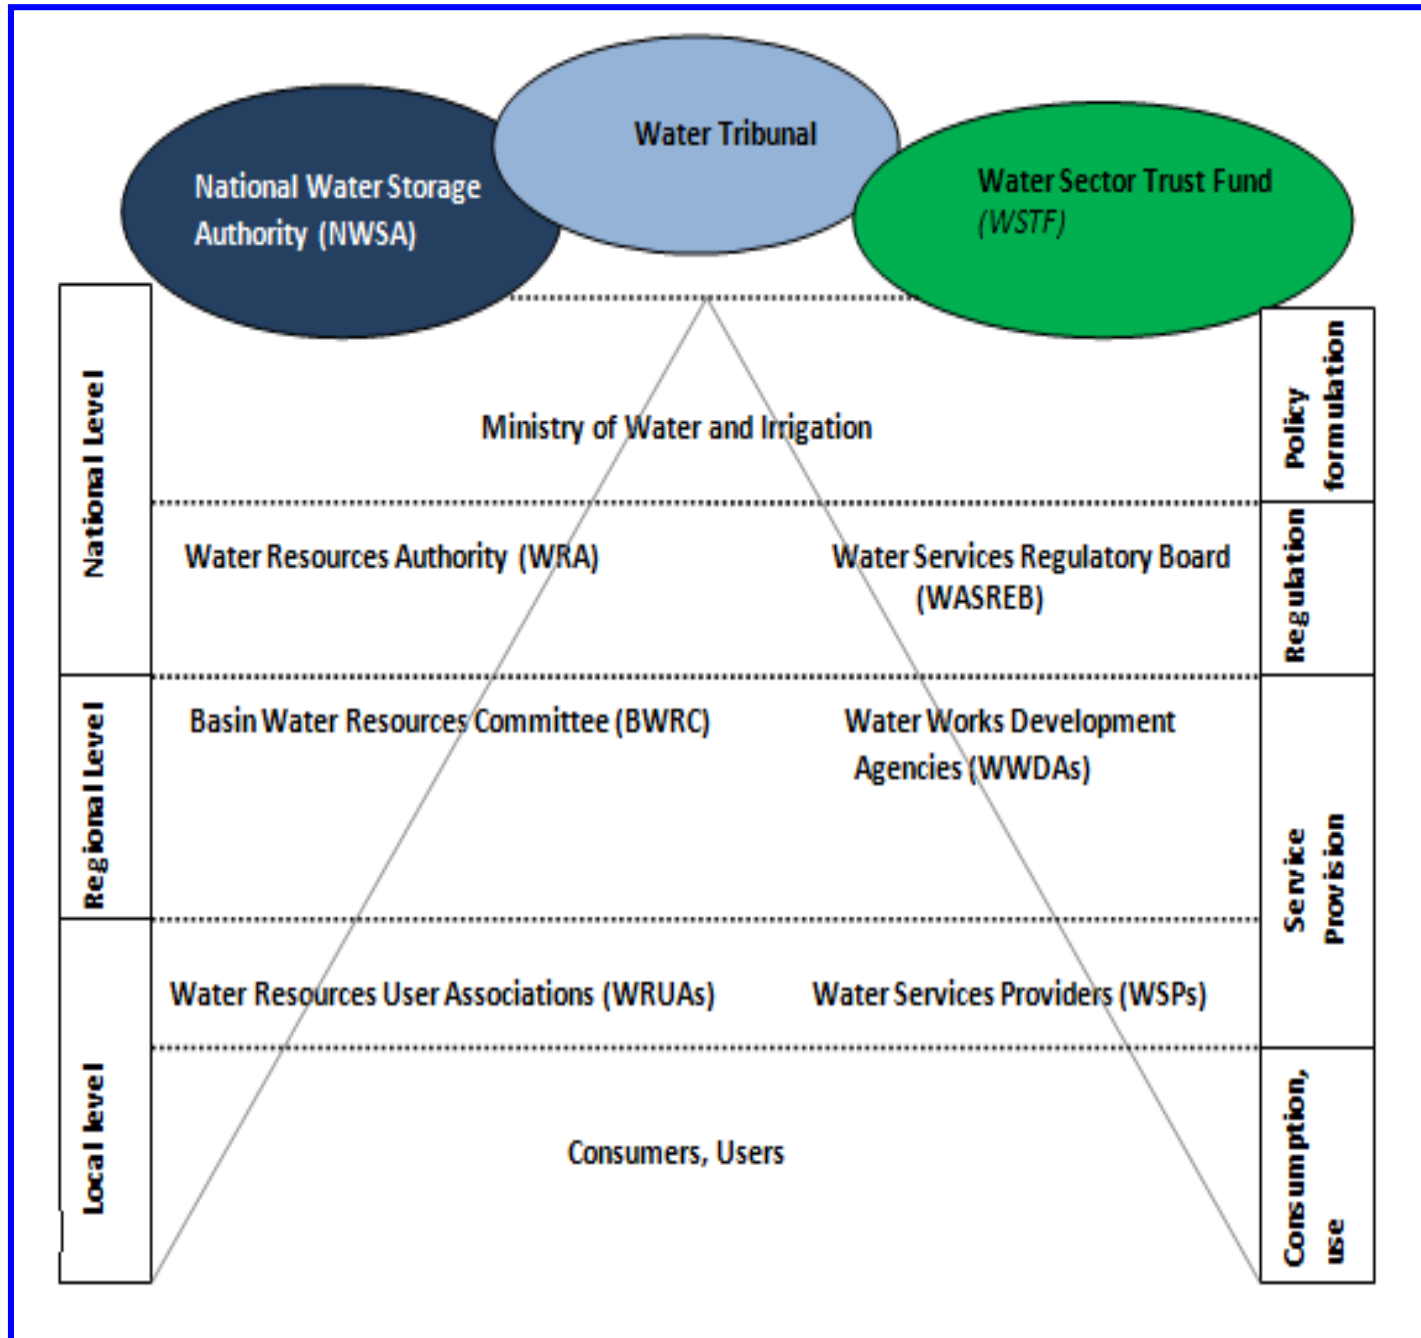 Water Tribunal
National Water Storage
Authority (NWSA)
Water Sector Trust Fund
(WSTF)
National Level
Policy
formulation
Ministry of Water and Irrigation
Water Resources Authority (WRA)
Water Services Regulatory Board
(WASREB)
Regulation
Regional Level
Basin Water Resources Committee (BWRC)
Water Works Development
Agencies (WWDAs)
Service
Provision
Local level
Water Resources User Associations (WRUAs)
Water Services Providers (WSPs)
Consumers, Users
Consumption,
use